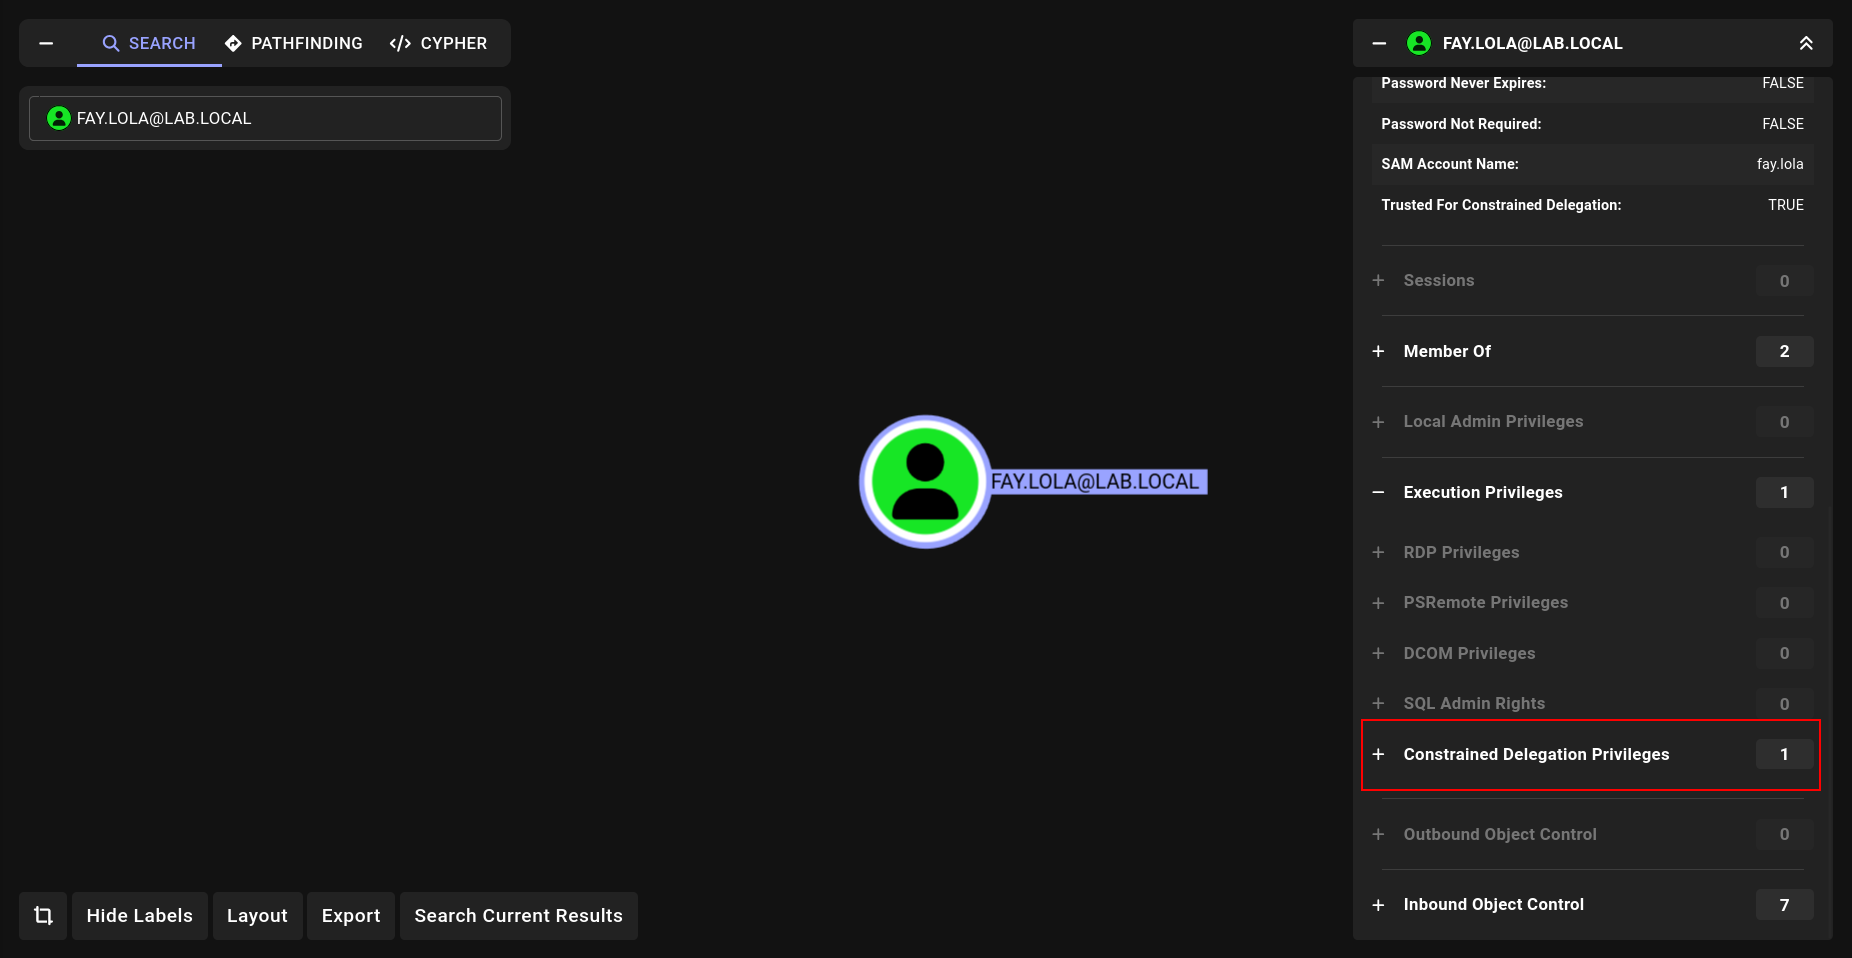 SEARCH
PATHFINDING
CYPHER
FAY.LOLA@LAB.LOCAL
FAY.LOLA@LAB.LOCAL
Hide Labels
Layout
Export
Search Current Results
FAY.LOLA@LAB.LOCAL
Password Never Expires: FALSE
Password Not Required: FALSE
SAM Account Name: fay.lola
Trusted For Constrained Delegation: TRUE
Sessions 0
Member Of 2
Local Admin Privileges 0
Execution Privileges 1
RDP Privileges 0
PSRemote Privileges 0
DCOM Privileges 0
SQL Admin Rights 0
Constrained Delegation Privileges 1
Outbound Object Control 0
Inbound Object Control 7